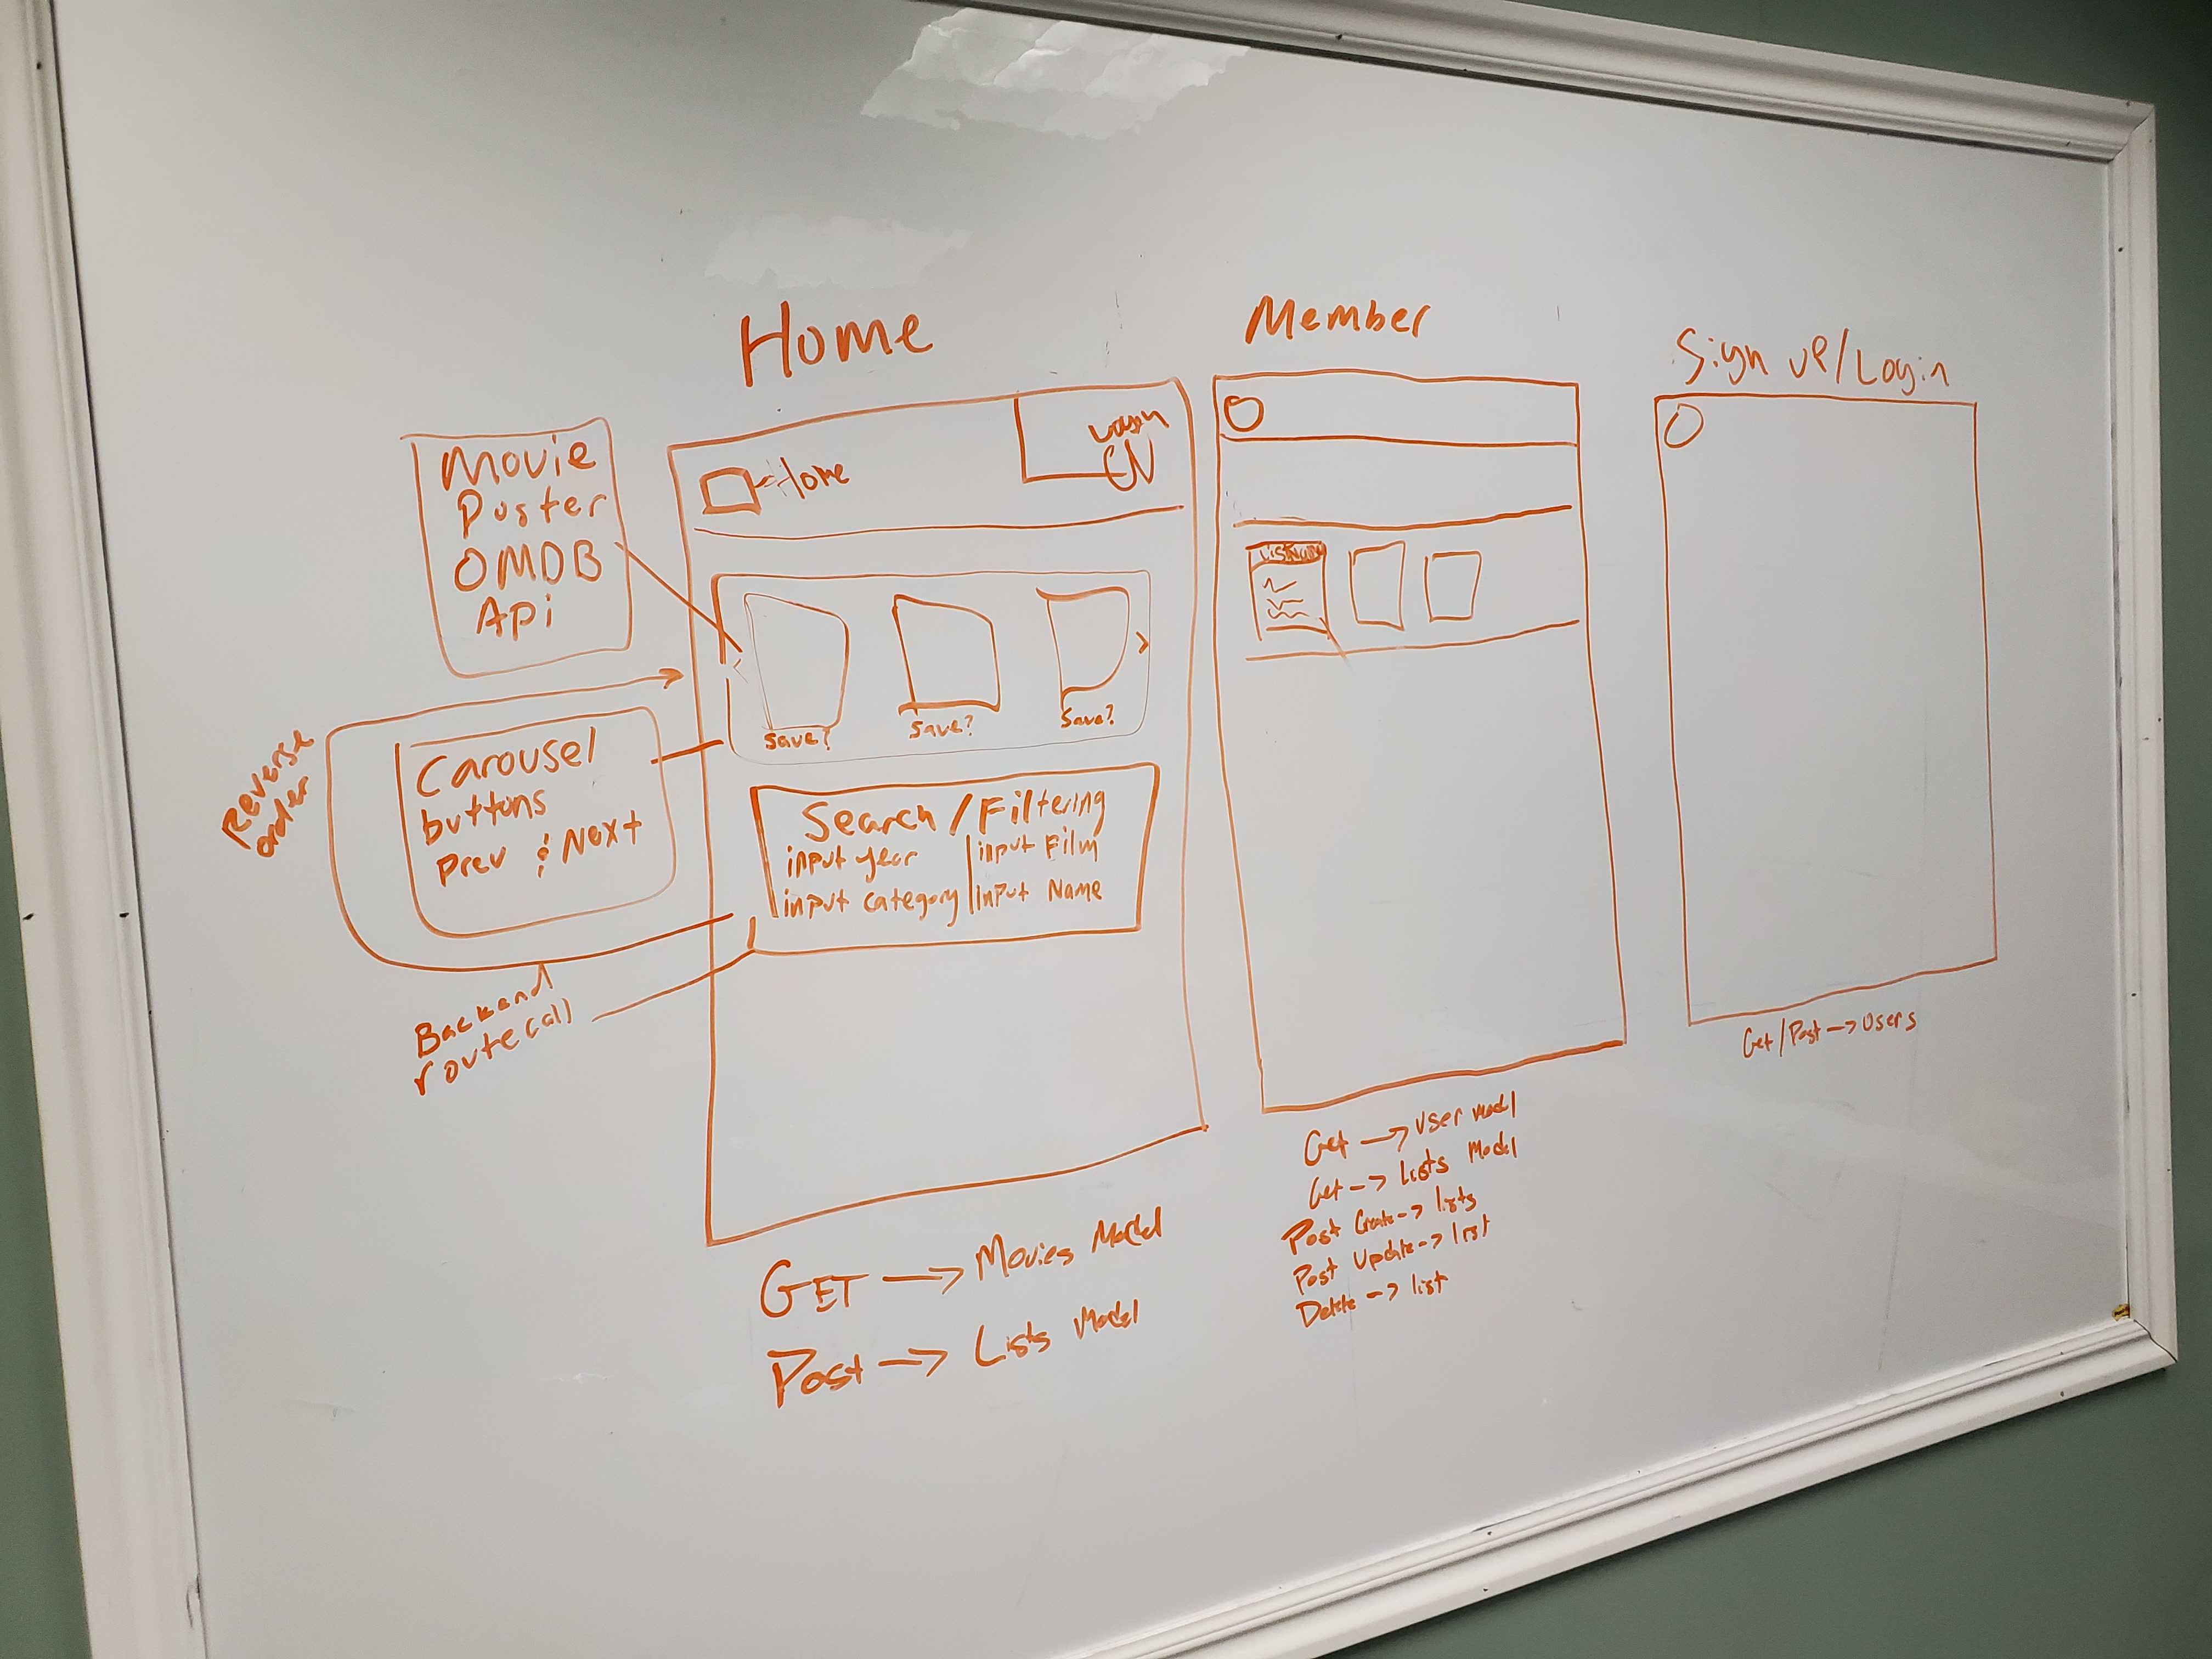 Home
Member
Sign up/Login
Movie
Poster
OMDB
Api
Home
Login
Save?
Save?
Save?
<
>
Reverse
order
Carousel
buttons
Prev & Next
Search/Filtering
input year | input Film
input category | input Name
Backend
route call
GET → Movies Model
Post → Lists Model
List Name
Get → User Model
Get → Lists Model
Post Create → lists
Post Update → list
Delete → list
Get/Post → Users